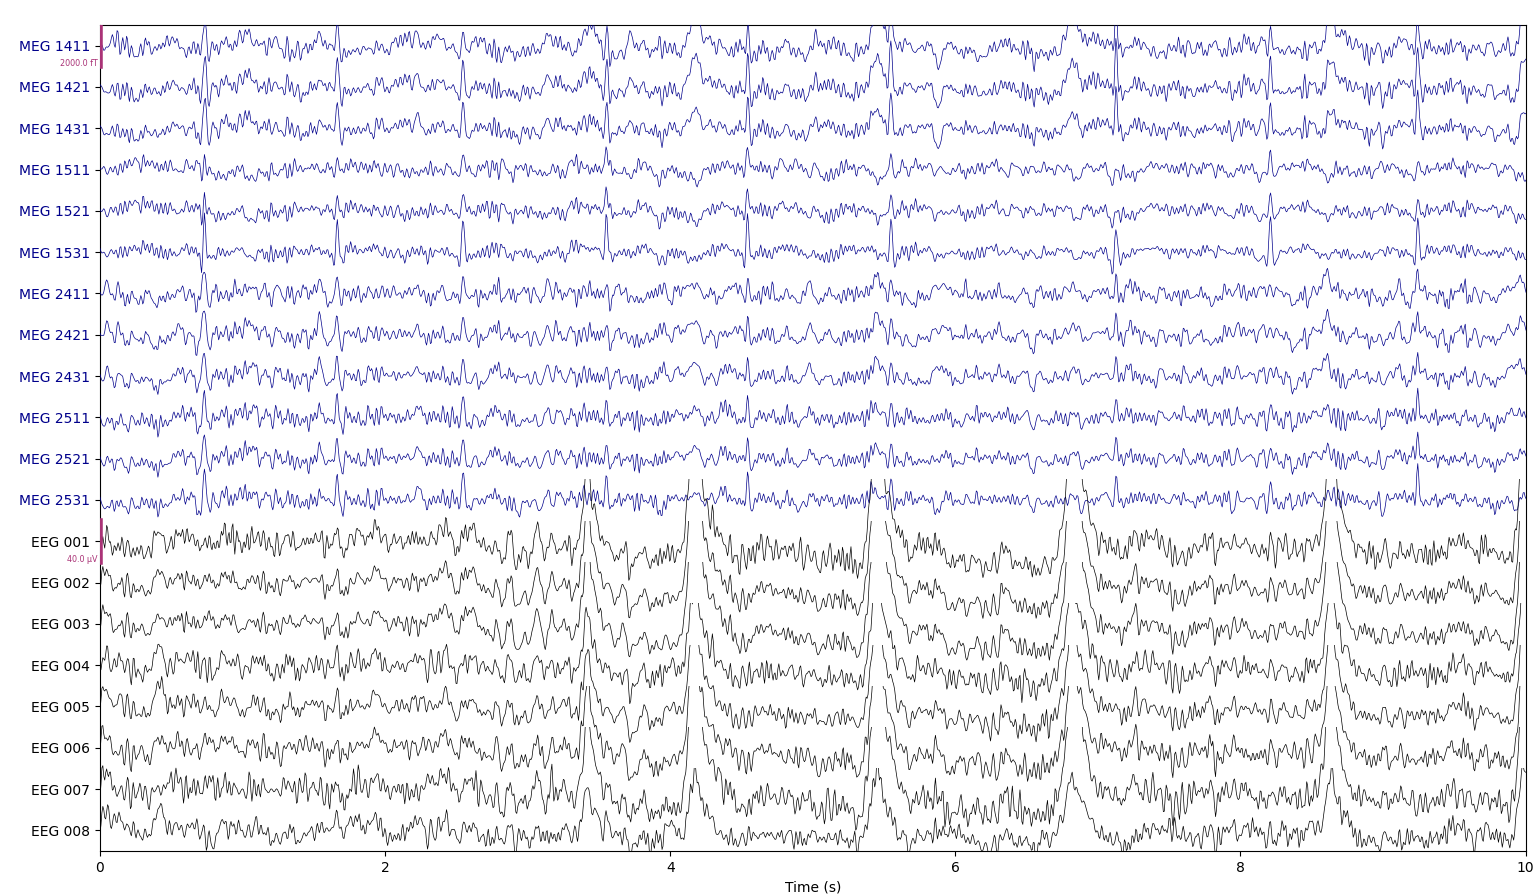 MEG 1411
2000.0 fT
MEG 1421
MEG 1431
MEG 1511
MEG 1521
MEG 1531
MEG 2411
MEG 2421
MEG 2431
MEG 2511
MEG 2521
MEG 2531
EEG 001
40.0 µV
EEG 002
EEG 003
EEG 004
EEG 005
EEG 006
EEG 007
EEG 008
0 2 4 6 8 10
Time (s)